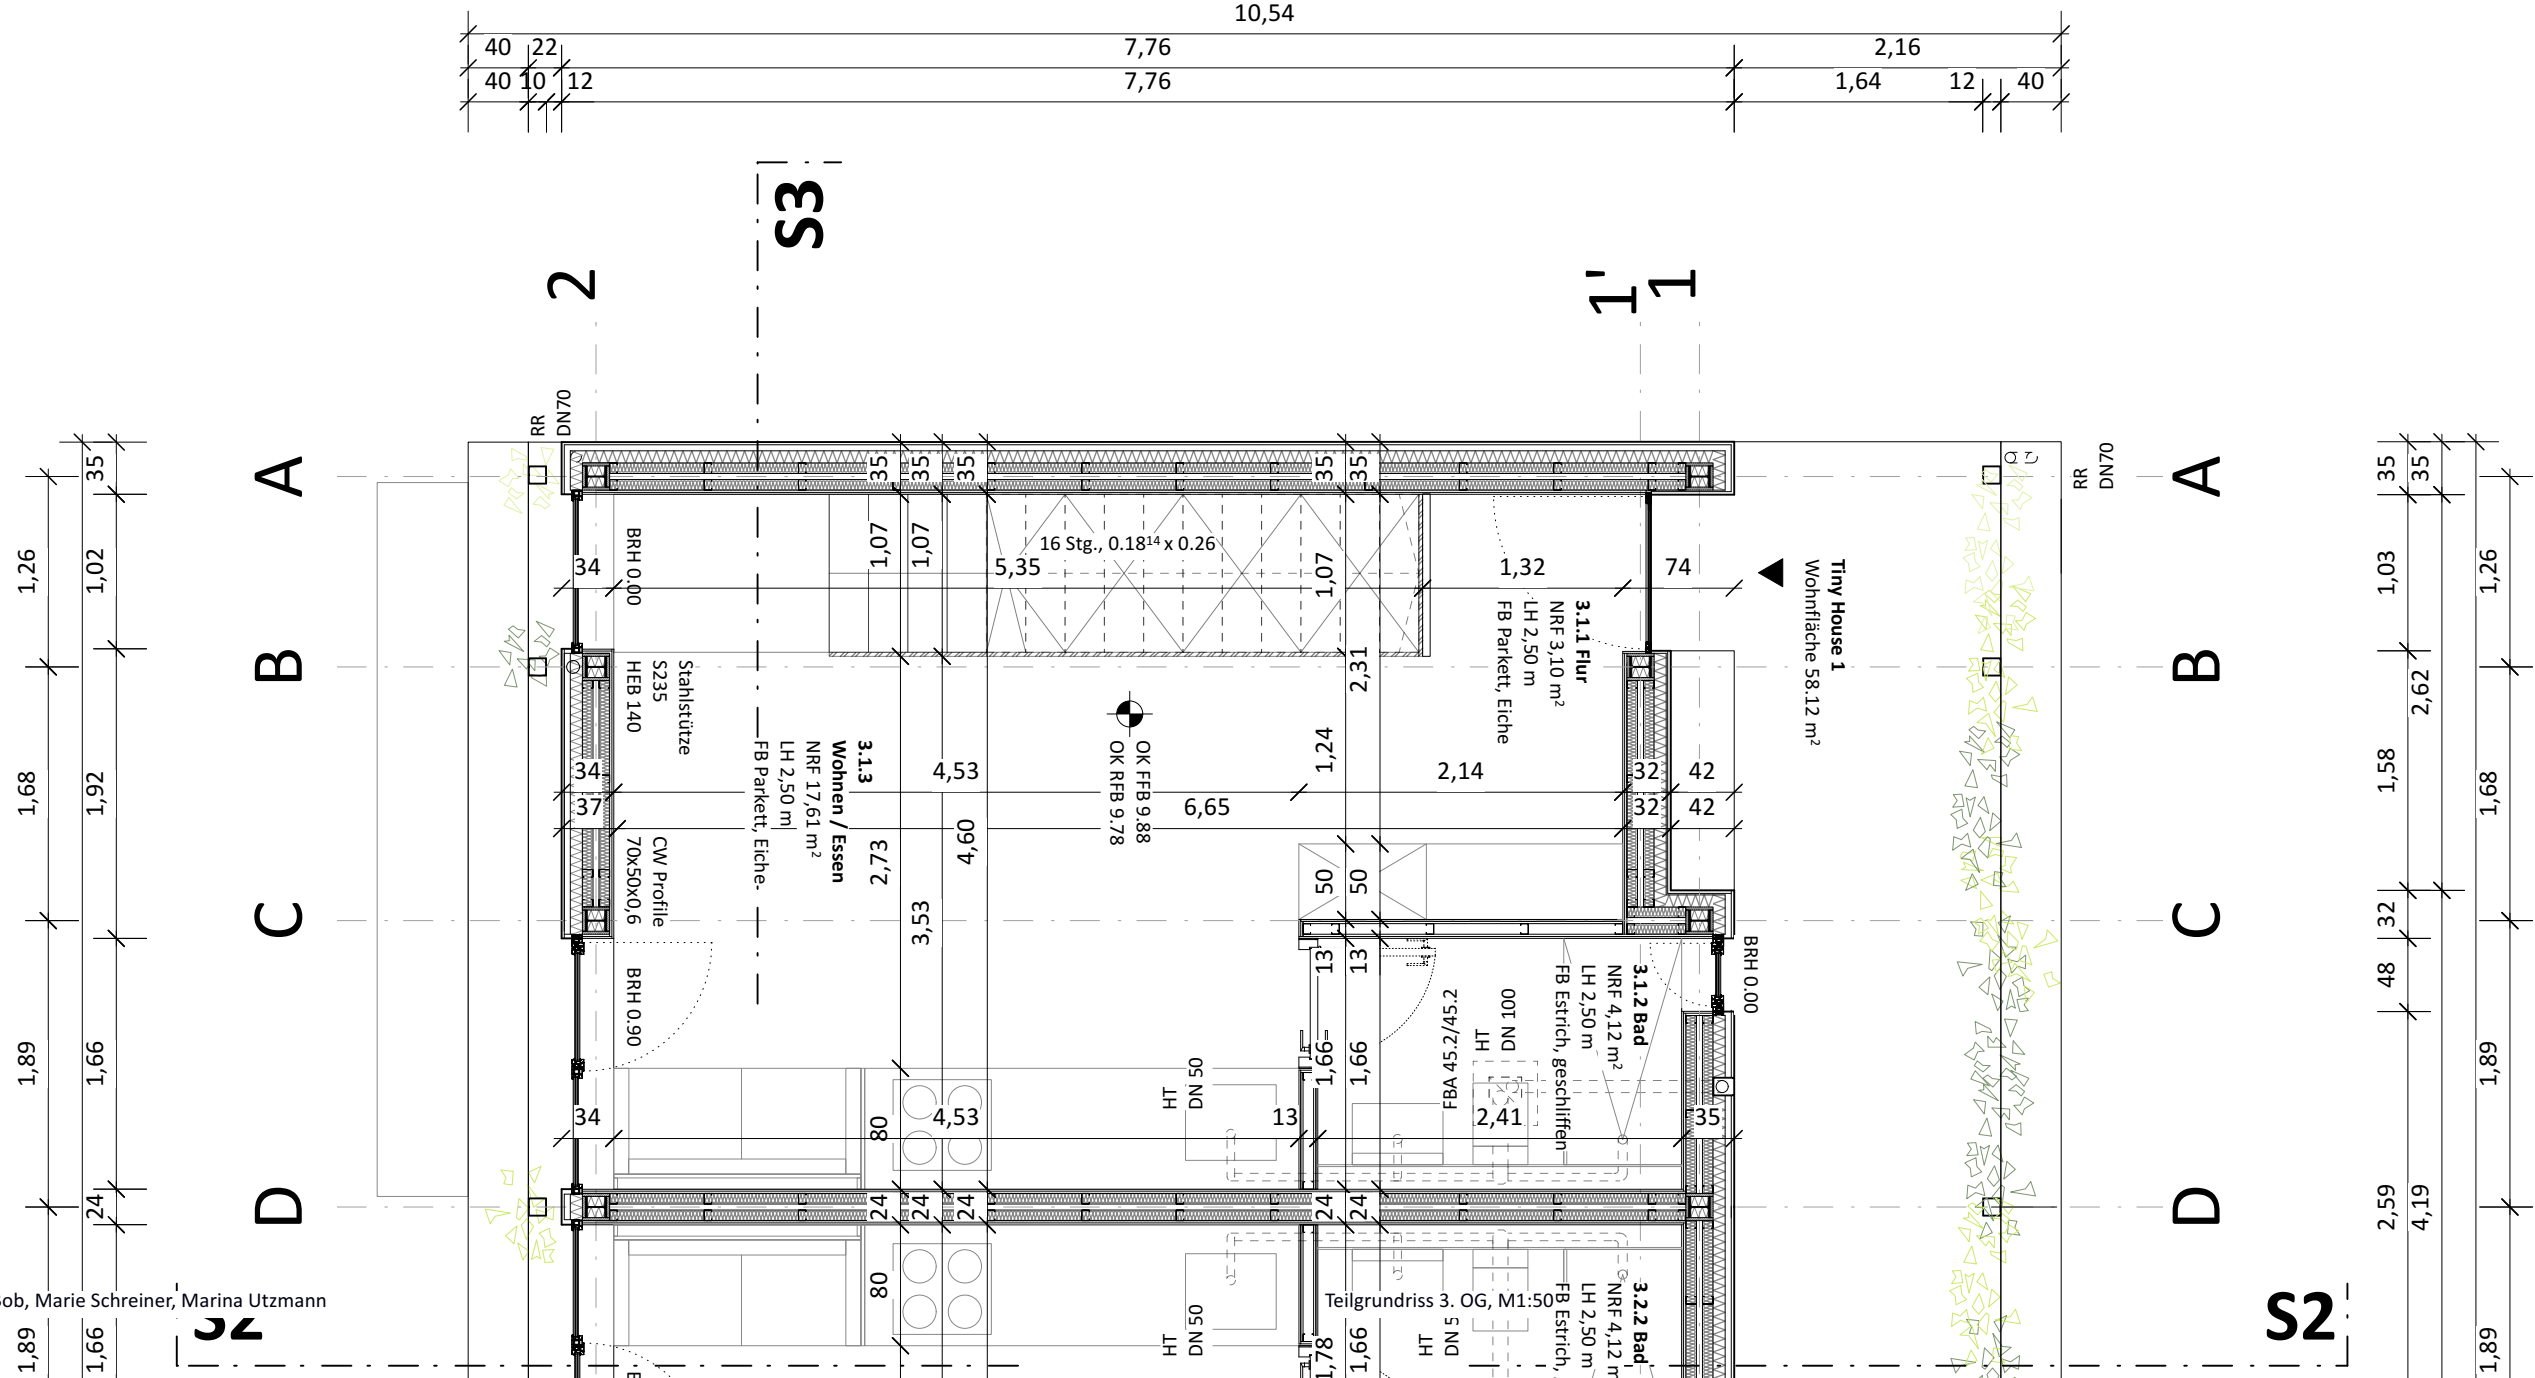 10,54
40 22 7,76 2,16
40 10 12 7,76 1,64 12 40
S3
2
1'
1
RR
DN70
RR
DN70
A
A
B
B
C
C
D
D
35
1,02
1,92
1,66
24
1,66
1,26
1,68
1,89
1,89
35 35
1,03
2,62
1,58
32
48
2,59
4,19
1,26
1,68
1,89
1,89
35 35 35 35 35
1,07 1,07 1,07
16 Stg., 0.18¹⁴ x 0.26
34 5,35 1,32 74
BRH 0.00
Tiny House 1
Wohnfläche 58.12 m²
3.1.1 Flur
NRF 3,10 m²
LH 2,50 m
FB Parkett, Eiche
Stahlstütze
S235
HEB 140
2,31
1,24
OK FFB 9.88
OK RFB 9.78
3.1.3
Wohnen / Essen
NRF 17,61 m²
LH 2,50 m
FB Parkett, Eiche
34 4,53 2,14 32 42
37 6,65 32 42
CW Profile
70x50x0,6
2,73
4,60
3,53
50 50
13 13
BRH 0.90
BRH 0.00
3.1.2 Bad
NRF 4,12 m²
LH 2,50 m
FB Estrich, geschliffen
HT
DN 100
FBA 45.2/45.2
1,66 1,66
HT
DN 50
34 80 4,53 13 2,41 35
24 24 24 24 24
80
HT
DN 50
HT
DN 5
1,78 1,66
3.2.2 Bad
NRF 4,12 m
LH 2,50 m
FB Estrich,
ob, Marie Schreiner, Marina Utzmann
Teilgrundriss 3. OG, M1:50
S2
S2